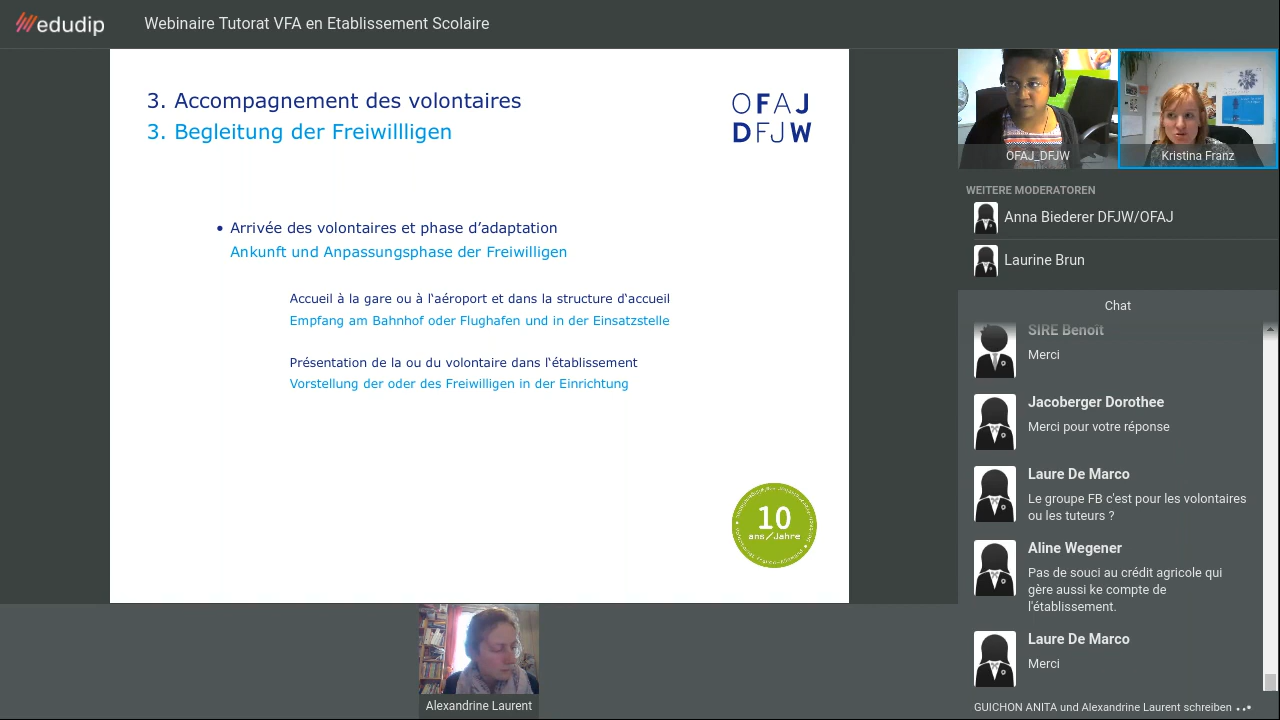 edudip
Webinaire Tutorat VFA en Etablissement Scolaire
3. Accompagnement des volontaires
3. Begleitung der Freiwillligen
OFAJ
DFJW
• Arrivée des volontaires et phase d’adaptation
Ankunft und Anpassungsphase der Freiwilligen
Accueil à la gare ou à l‘aéroport et dans la structure d‘accueil
Empfang am Bahnhof oder Flughafen und in der Einsatzstelle
Présentation de la ou du volontaire dans l‘établissement
Vorstellung der oder des Freiwilligen in der Einrichtung
10
ans/Jahre
OFAJ_DFJW
Kristina Franz
WEITERE MODERATOREN
Anna Biederer DFJW/OFAJ
Laurine Brun
Chat
SIRE Benoit
Merci
Jacoberger Dorothee
Merci pour votre réponse
Laure De Marco
Le groupe FB c'est pour les volontaires
ou les tuteurs ?
Aline Wegener
Pas de souci au crédit agricole qui
gère aussi ke compte de
l'établissement.
Laure De Marco
Merci
GUICHON ANITA und Alexandrine Laurent schreiben
Alexandrine Laurent